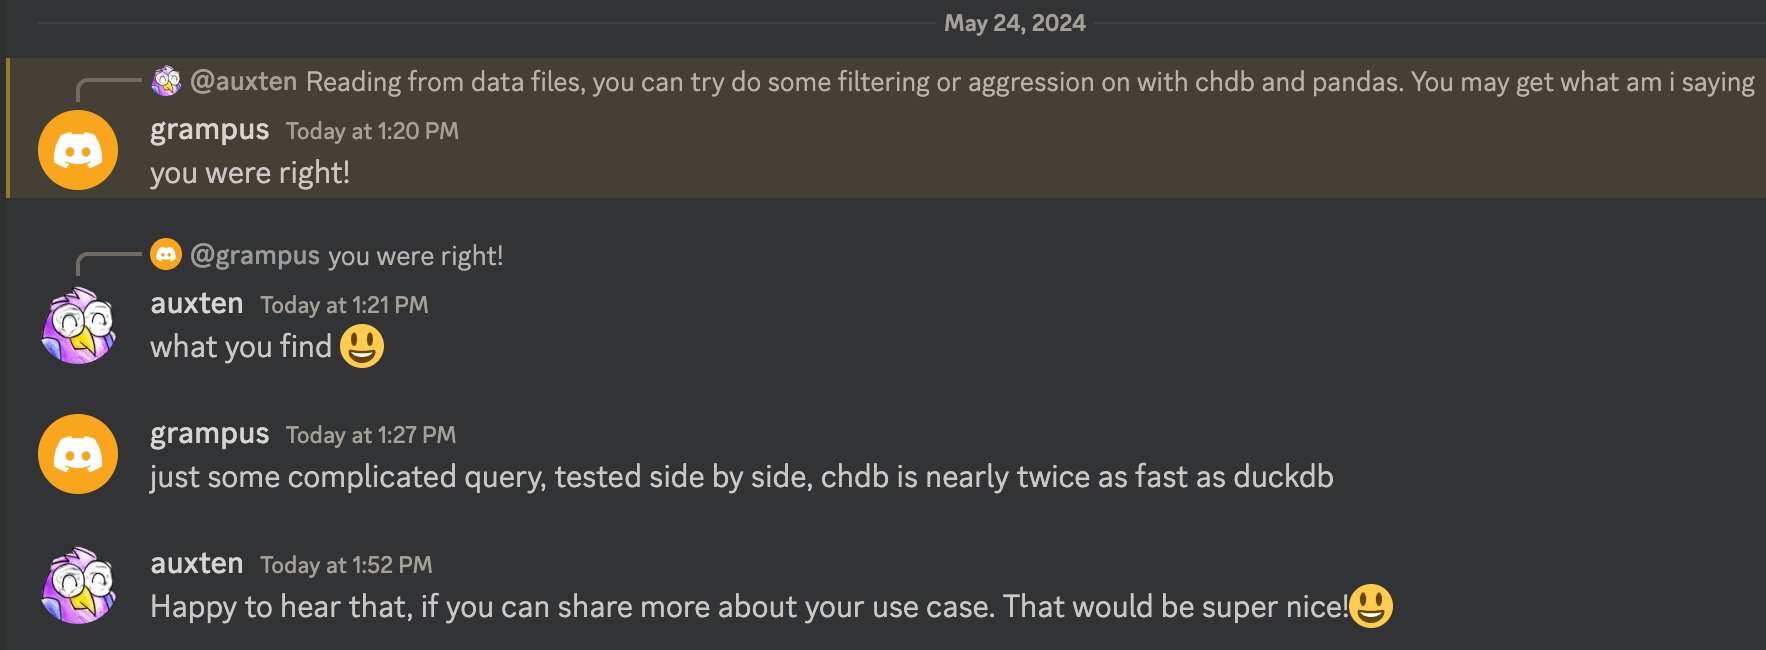 May 24, 2024
@auxten Reading from data files, you can try do some filtering or aggression on with chdb and pandas. You may get what am i saying
grampus Today at 1:20 PM
you were right!
@grampus you were right!
auxten Today at 1:21 PM
what you find 😃
grampus Today at 1:27 PM
just some complicated query, tested side by side, chdb is nearly twice as fast as duckdb
auxten Today at 1:52 PM
Happy to hear that, if you can share more about your use case. That would be super nice!😃